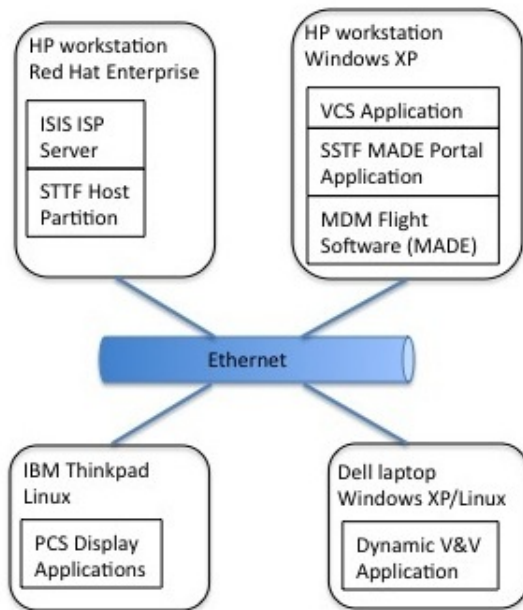 HP workstation
Red Hat Enterprise
ISIS ISP
Server
STTF Host
Partition
HP workstation
Windows XP
VCS Application
SSTF MADE Portal
Application
MDM Flight
Software (MADE)
Ethernet
IBM Thinkpad
Linux
PCS Display
Applications
Dell laptop
Windows XP/Linux
Dynamic V&V
Application